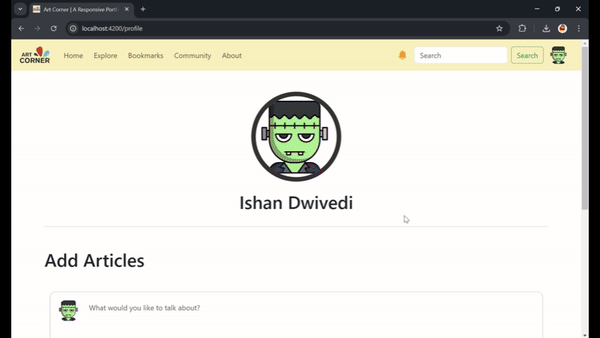 Art Corner | A Responsive Portf
localhost:4200/profile
ART CORNER Home Explore Bookmarks Community About Search Search
Ishan Dwivedi
Add Articles
What would you like to talk about?